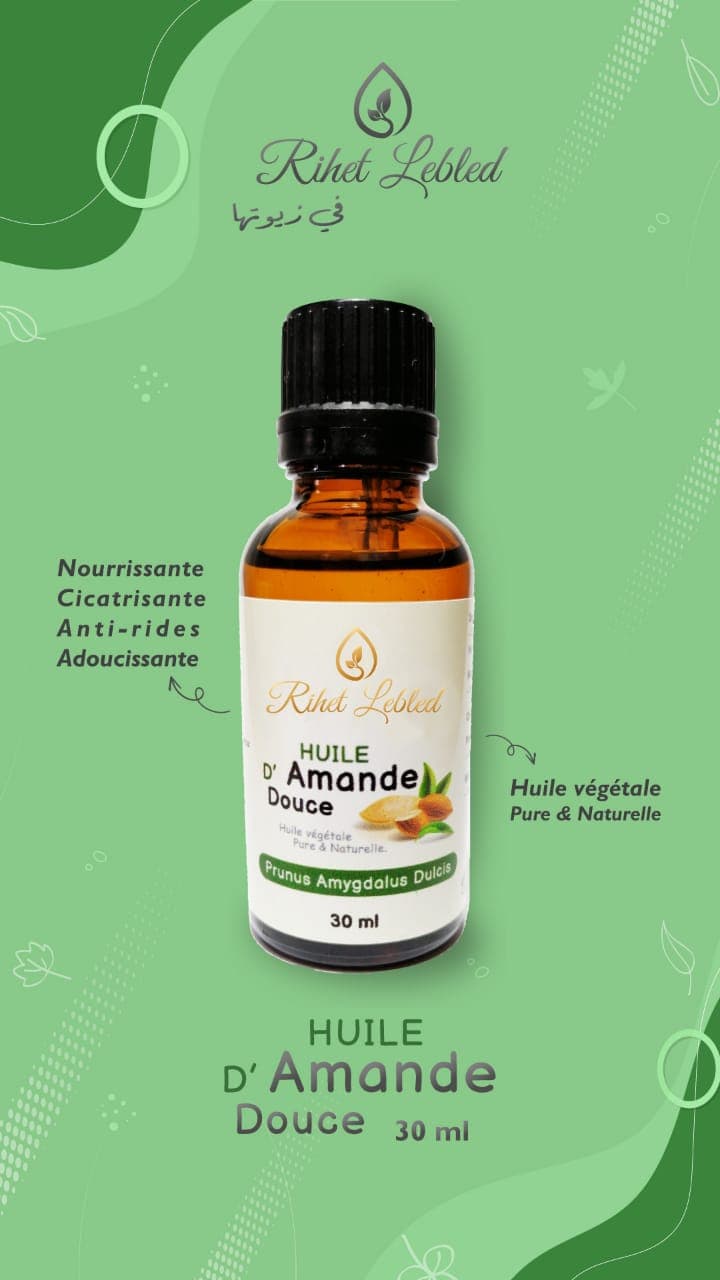 Rihet Lebled
في زيوتها
Nourrissante
Cicatrisante
Anti-rides
Adoucissante
Rihet Lebled
HUILE
D' Amande
Douce
Huile végétale
Pure & Naturelle.
Prunus Amygdalus Dulcis
30 ml
Huile végétale
Pure & Naturelle
HUILE
D' Amande
Douce 30 ml